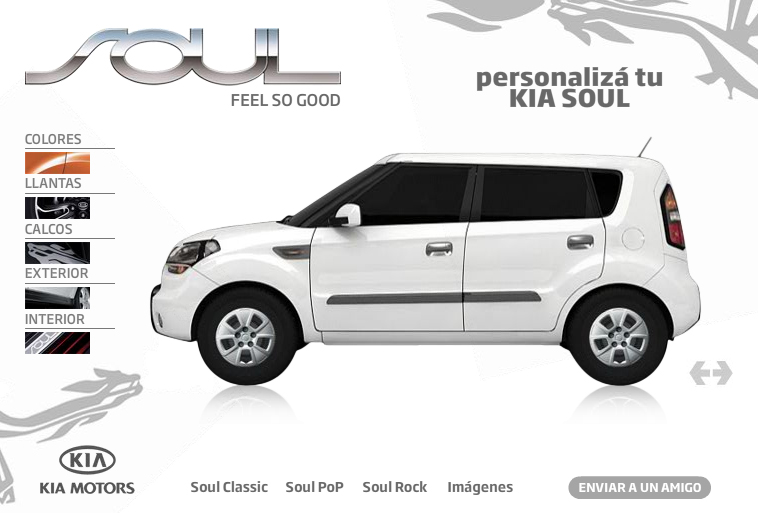 SOUL
FEEL SO GOOD
personalizá tu
KIA SOUL
COLORES
LLANTAS
CALCOS
EXTERIOR
INTERIOR
KIA
KIA MOTORS
Soul Classic
Soul PoP
Soul Rock
Imágenes
ENVIAR A UN AMIGO